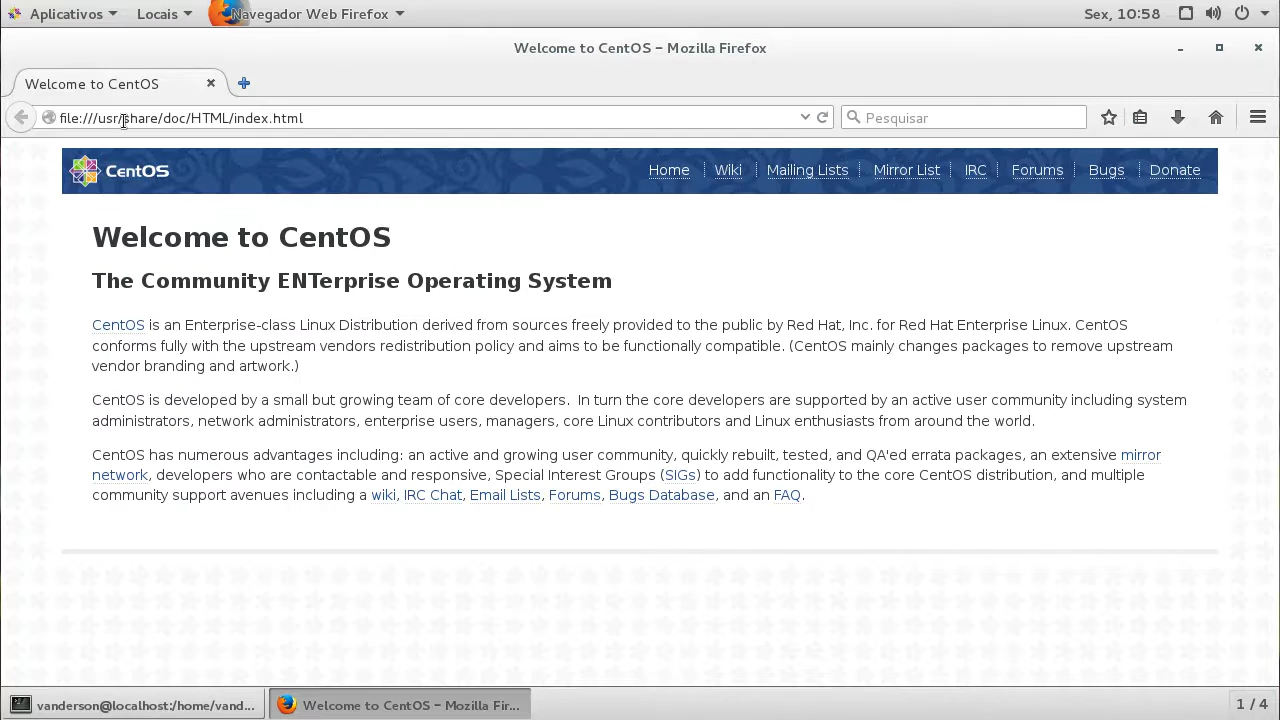 Aplicativos Locais Navegador Web Firefox Sex, 10:58
Welcome to CentOS - Mozilla Firefox
Welcome to CentOS
file:///usr/share/doc/HTML/index.html Pesquisar
CentOS Home Wiki Mailing Lists Mirror List IRC Forums Bugs Donate
Welcome to CentOS
The Community ENTerprise Operating System
CentOS is an Enterprise-class Linux Distribution derived from sources freely provided to the public by Red Hat, Inc. for Red Hat Enterprise Linux. CentOS
conforms fully with the upstream vendors redistribution policy and aims to be functionally compatible. (CentOS mainly changes packages to remove upstream
vendor branding and artwork.)
CentOS is developed by a small but growing team of core developers. In turn the core developers are supported by an active user community including system
administrators, network administrators, enterprise users, managers, core Linux contributors and Linux enthusiasts from around the world.
CentOS has numerous advantages including: an active and growing user community, quickly rebuilt, tested, and QA'ed errata packages, an extensive mirror
network, developers who are contactable and responsive, Special Interest Groups (SIGs) to add functionality to the core CentOS distribution, and multiple
community support avenues including a wiki, IRC Chat, Email Lists, Forums, Bugs Database, and an FAQ.
vanderson@localhost:/home/vand... Welcome to CentOS - Mozilla Fir... 1 / 4